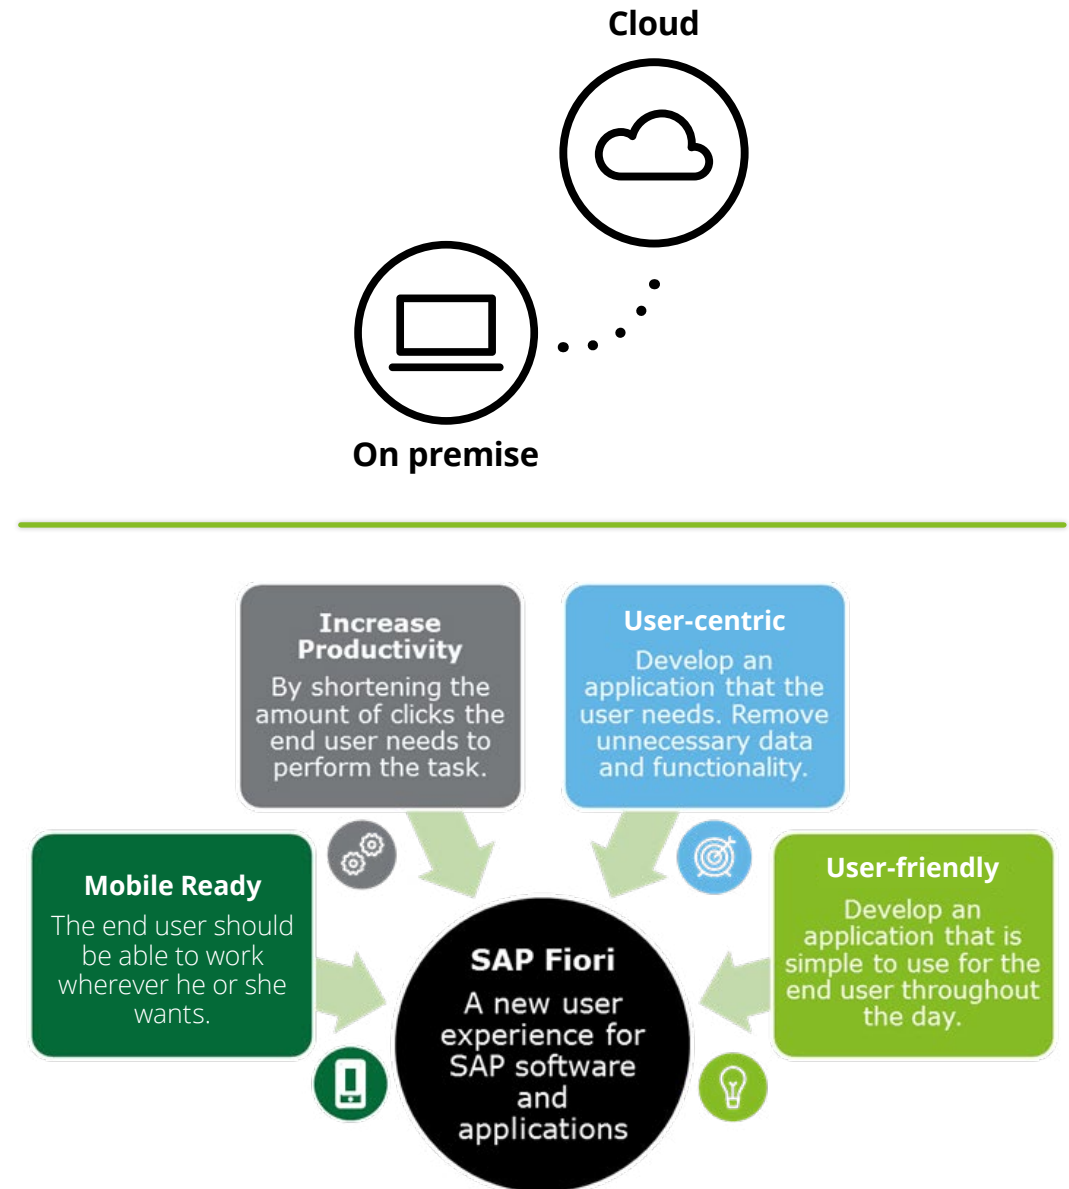 Cloud
On premise
Increase
Productivity
By shortening the
amount of clicks the
end user needs to
perform the task.
User-centric
Develop an
application that the
user needs. Remove
unnecessary data
and functionality.
Mobile Ready
The end user should
be able to work
wherever he or she
wants.
User-friendly
Develop an
application that is
simple to use for the
end user throughout
the day.
SAP Fiori
A new user
experience for
SAP software
and
applications